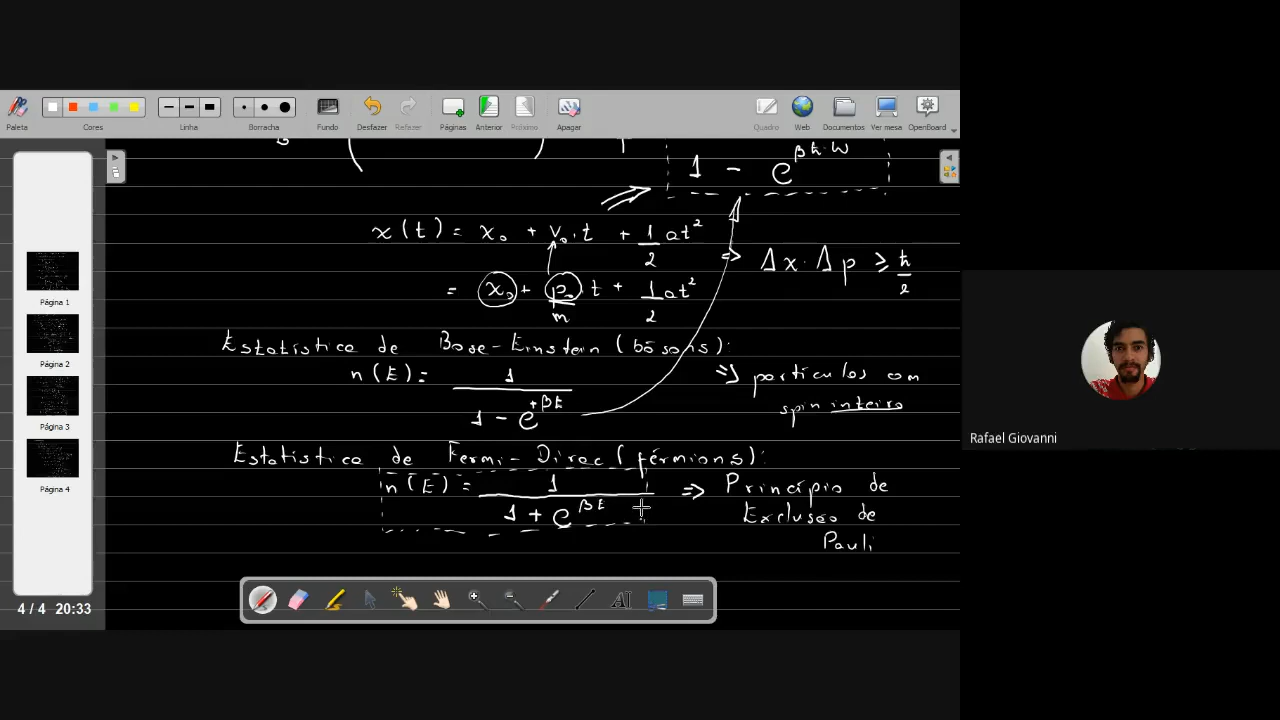 Paleta
Cores
Linha
Borracha
Fundo
Desfazer
Refazer
Páginas
Anterior
Próximo
Apagar
Quadro
Web
Documentos
Ver mesa
OpenBoard
1 - e^βħ·w
x(t) = x₀ + v₀·t + 1/2 at²
⇒ Δx·Δp ≥ ħ/2
= x₀ + p₀/m t + 1/2 at²
Estatística de Bose-Einstein (bósons):
n(E) = 1/(1 - e^+βE)
⇒ partículas com
spin inteiro
Estatística de Fermi-Dirac (férmions):
n(E) = 1/(1 + e^βE)
⇒ Princípio de
Exclusão de
Pauli
Página 1
Página 2
Página 3
Página 4
4 / 4 20:33
Rafael Giovanni